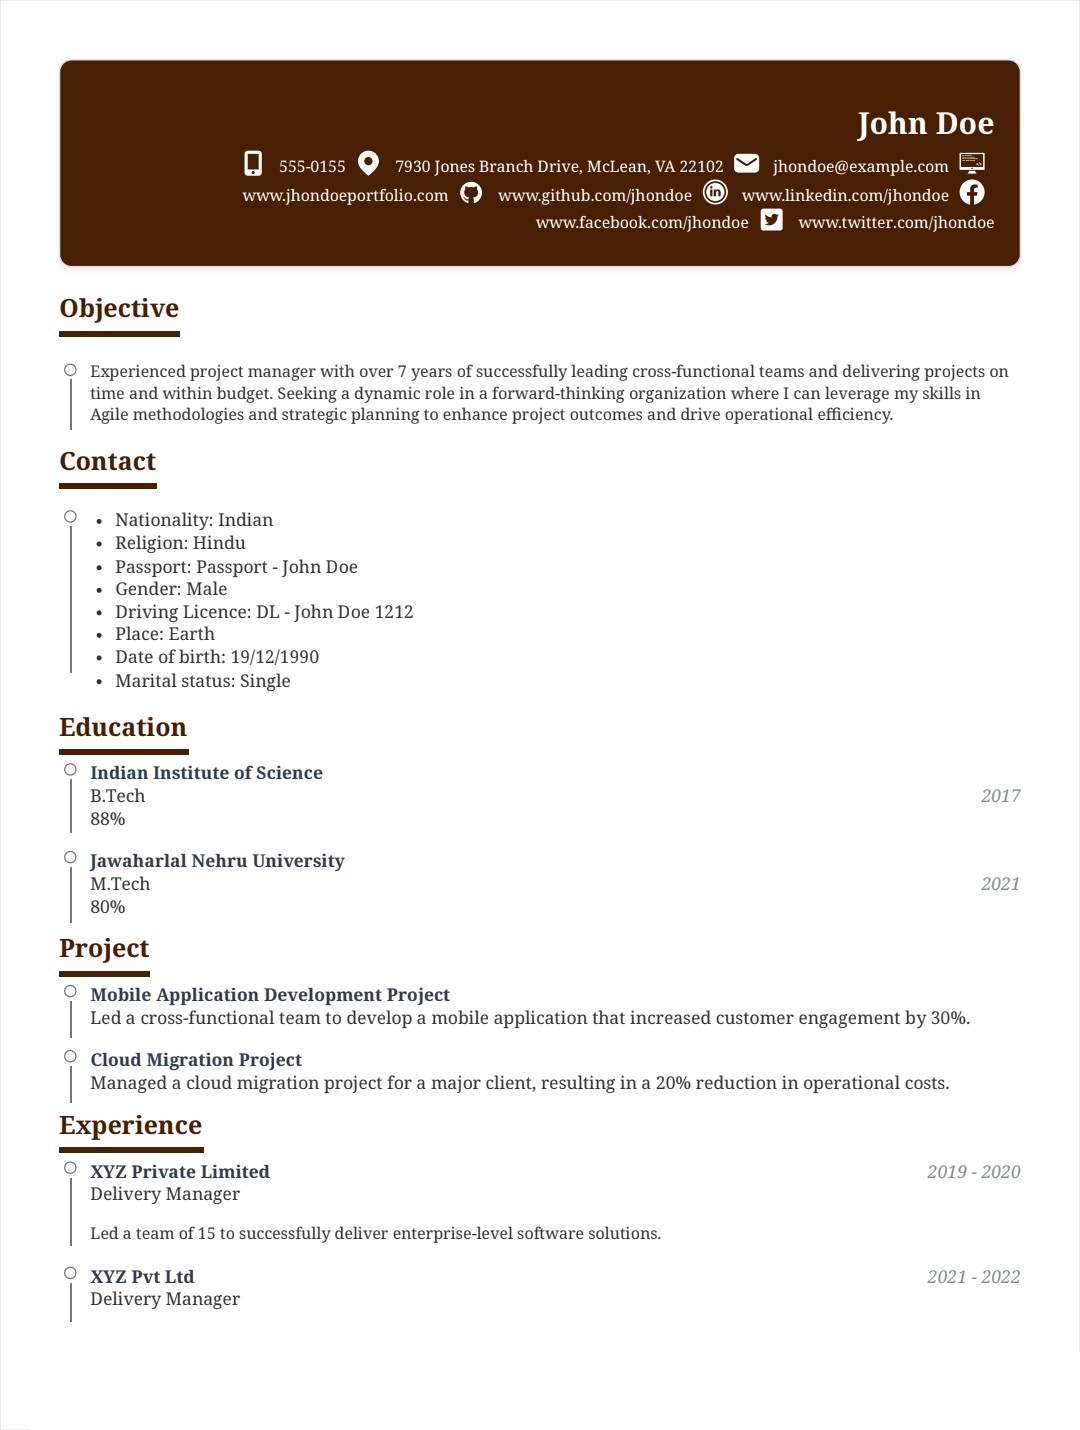 John Doe
555-0155 7930 Jones Branch Drive, McLean, VA 22102 jhondoe@example.com
www.jhondoeportfolio.com www.github.com/jhondoe www.linkedin.com/jhondoe
www.facebook.com/jhondoe www.twitter.com/jhondoe
Objective
Experienced project manager with over 7 years of successfully leading cross-functional teams and delivering projects on
time and within budget. Seeking a dynamic role in a forward-thinking organization where I can leverage my skills in
Agile methodologies and strategic planning to enhance project outcomes and drive operational efficiency.
Contact
• Nationality: Indian
• Religion: Hindu
• Passport: Passport - John Doe
• Gender: Male
• Driving Licence: DL - John Doe 1212
• Place: Earth
• Date of birth: 19/12/1990
• Marital status: Single
Education
Indian Institute of Science
B.Tech 2017
88%
Jawaharlal Nehru University
M.Tech 2021
80%
Project
Mobile Application Development Project
Led a cross-functional team to develop a mobile application that increased customer engagement by 30%.
Cloud Migration Project
Managed a cloud migration project for a major client, resulting in a 20% reduction in operational costs.
Experience
XYZ Private Limited 2019 - 2020
Delivery Manager
Led a team of 15 to successfully deliver enterprise-level software solutions.
XYZ Pvt Ltd 2021 - 2022
Delivery Manager